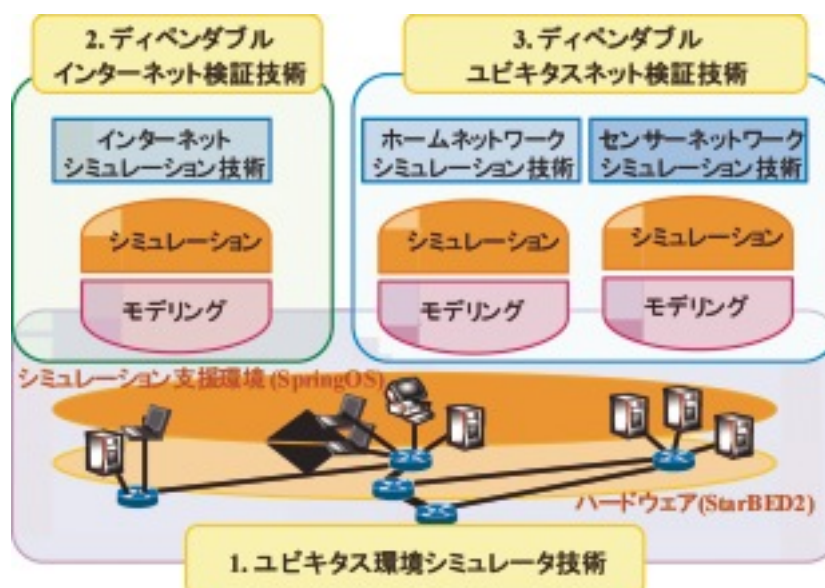 2. ディペンダブル
インターネット検証技術
3. ディペンダブル
ユビキタスネット検証技術
インターネット
シミュレーション技術
ホームネットワーク
シミュレーション技術
センサーネットワーク
シミュレーション技術
シミュレーション
シミュレーション
シミュレーション
モデリング
モデリング
モデリング
シミュレーション支援環境(SpringOS)
ハードウェア(StarBED2)
1. ユビキタス環境シミュレータ技術